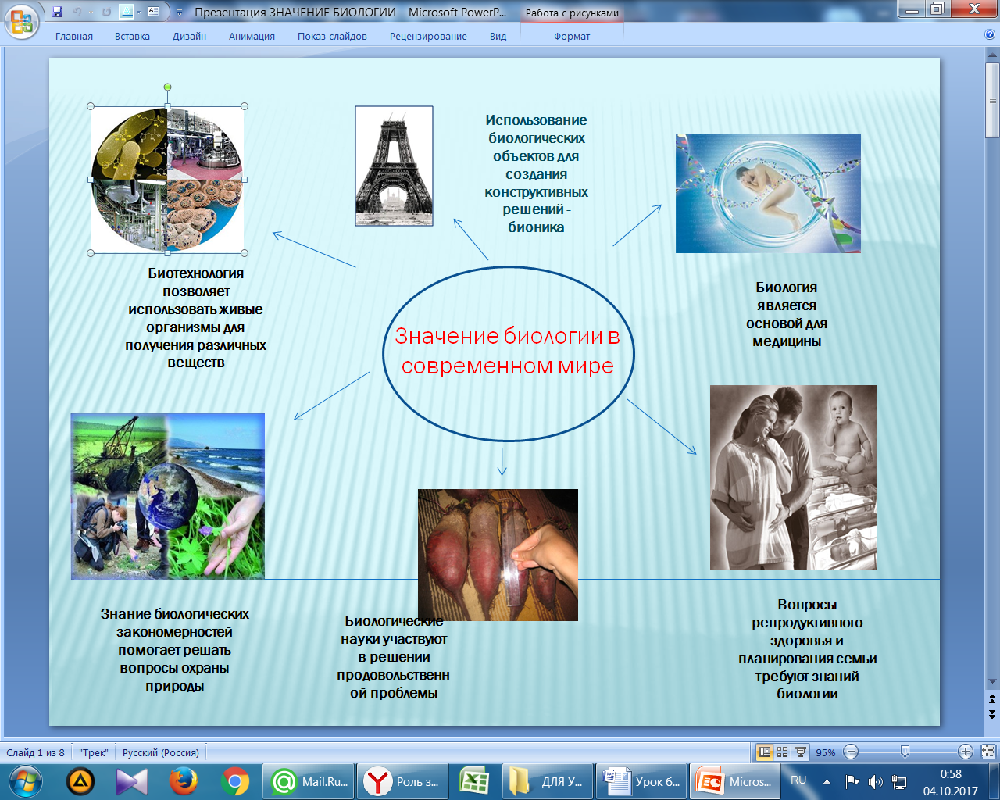 Презентация ЗНАЧЕНИЕ БИОЛОГИИ - Microsoft PowerP...
Работа с рисунками
Главная
Вставка
Дизайн
Анимация
Показ слайдов
Рецензирование
Вид
Формат
Использование
биологических
объектов для
создания
конструктивных
решений -
бионика
Биотехнология
позволяет
использовать живые
организмы для
получения различных
веществ
Биология
является
основой для
медицины
Значение биологии в
современном мире
Знание биологических
закономерностей
помогает решать
вопросы охраны
природы
Биологические
науки участвуют
в решении
продовольственн
ой проблемы
Вопросы
репродуктивного
здоровья и
планирования семьи
требуют знаний
биологии
Слайд 1 из 8
"Трек"
Русский (Россия)
95%
Mail.Ru...
Роль з...
ДЛЯ У...
Урок б...
Micros...
RU
0:58
04.10.2017